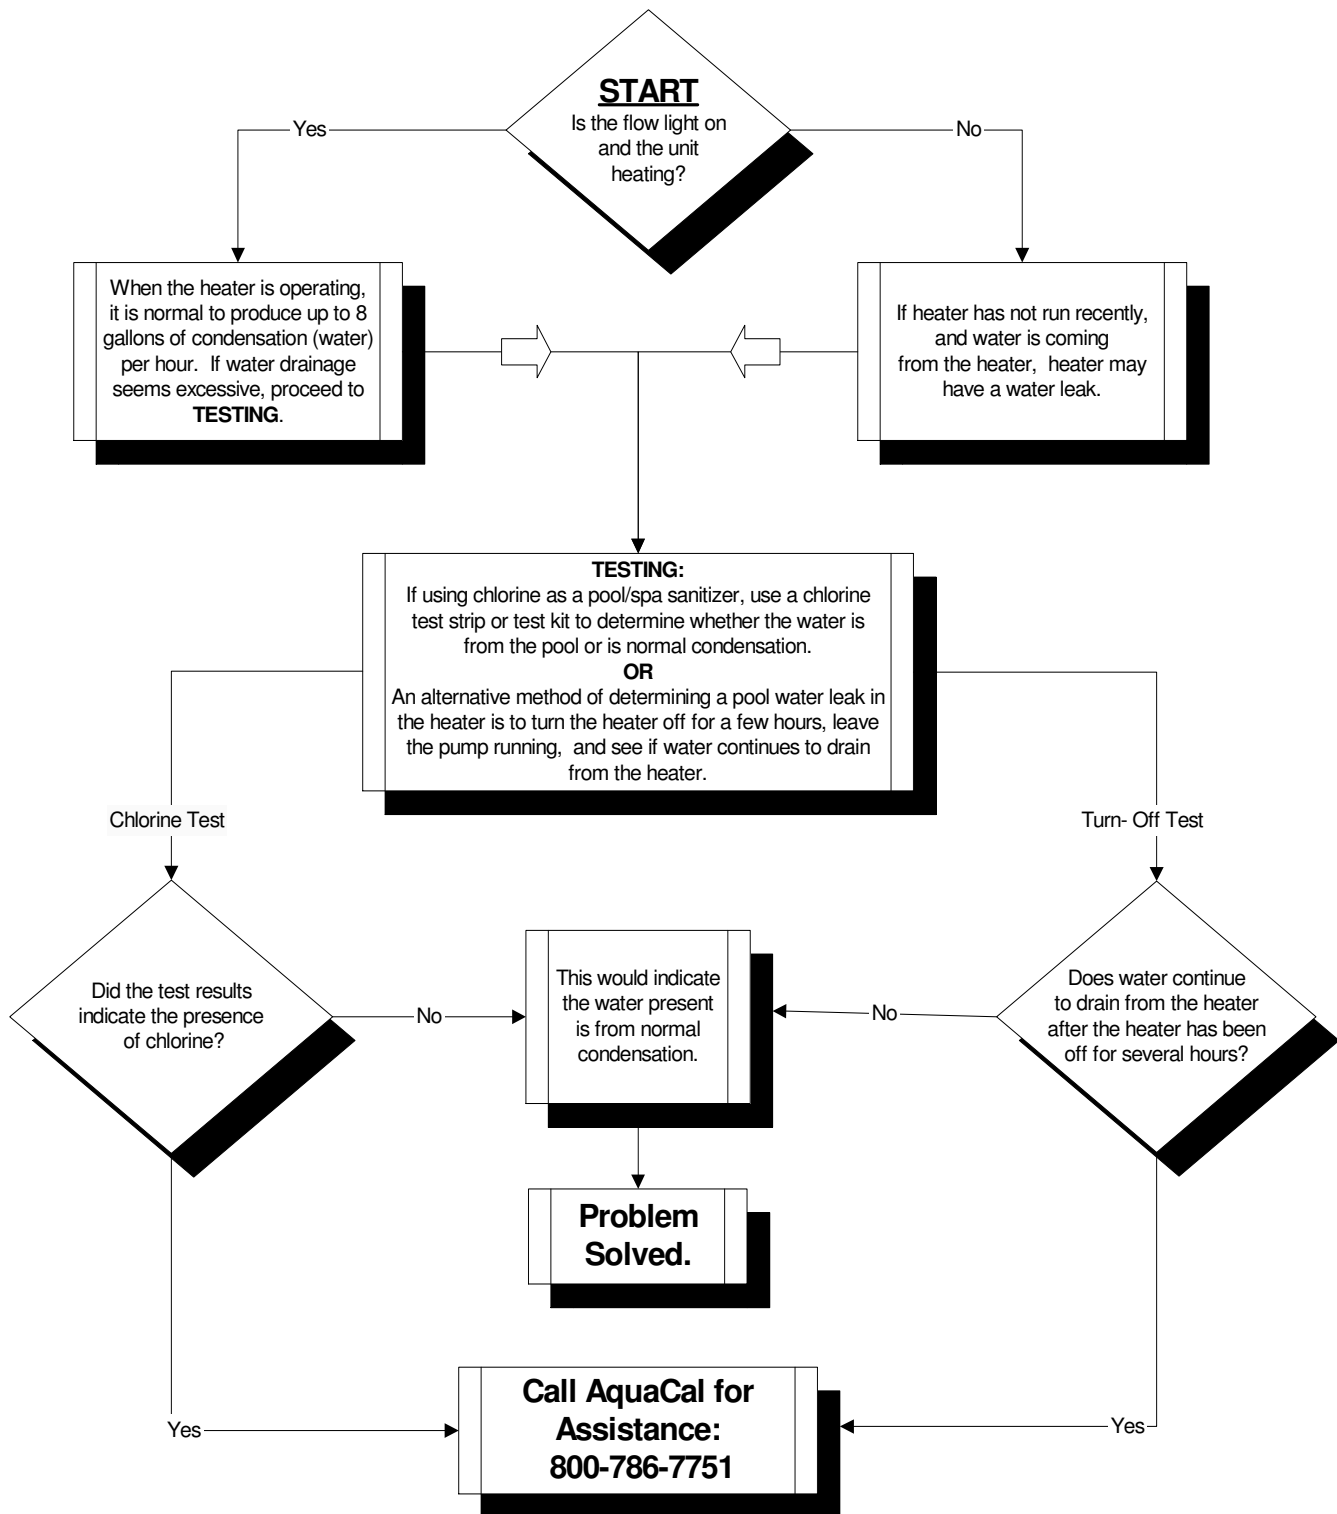 START
Is the flow light on
and the unit
heating?
Yes
No
When the heater is operating,
it is normal to produce up to 8
gallons of condensation (water)
per hour. If water drainage
seems excessive, proceed to
TESTING.
If heater has not run recently,
and water is coming
from the heater, heater may
have a water leak.
TESTING:
If using chlorine as a pool/spa sanitizer, use a chlorine
test strip or test kit to determine whether the water is
from the pool or is normal condensation.
OR
An alternative method of determining a pool water leak in
the heater is to turn the heater off for a few hours, leave
the pump running, and see if water continues to drain
from the heater.
Chlorine Test
Turn- Off Test
Did the test results
indicate the presence
of chlorine?
No
This would indicate
the water present
is from normal
condensation.
No
Does water continue
to drain from the heater
after the heater has been
off for several hours?
Problem
Solved.
Yes
Call AquaCal for
Assistance:
800-786-7751
Yes